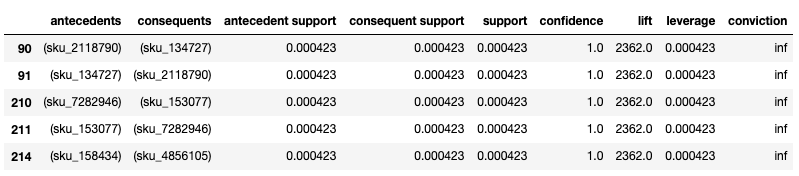 antecedents consequents antecedent support consequent support support confidence lift leverage conviction
90 (sku_2118790) (sku_134727) 0.000423 0.000423 0.000423 1.0 2362.0 0.000423 inf
91 (sku_134727) (sku_2118790) 0.000423 0.000423 0.000423 1.0 2362.0 0.000423 inf
210 (sku_7282946) (sku_153077) 0.000423 0.000423 0.000423 1.0 2362.0 0.000423 inf
211 (sku_153077) (sku_7282946) 0.000423 0.000423 0.000423 1.0 2362.0 0.000423 inf
214 (sku_158434) (sku_4856105) 0.000423 0.000423 0.000423 1.0 2362.0 0.000423 inf